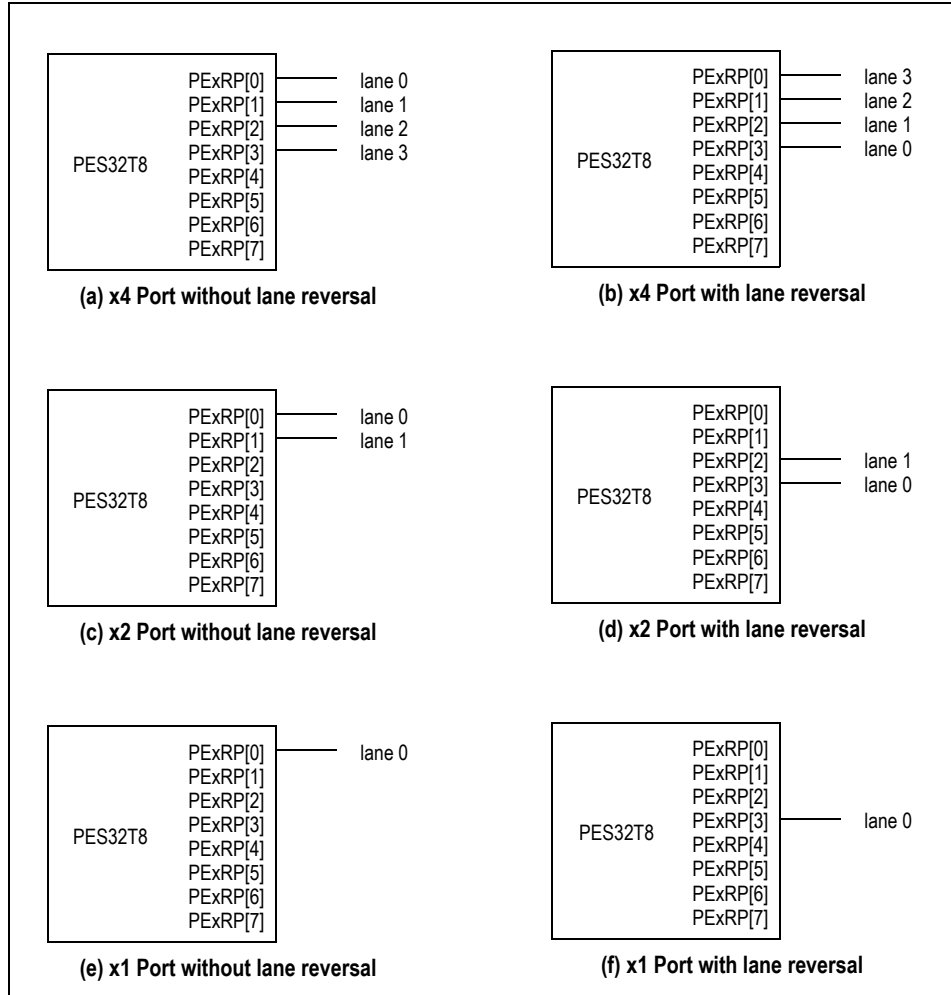 PExRP[0] lane 0
PExRP[1] lane 1
PExRP[2] lane 2
PExRP[3] lane 3
PES32T8
PExRP[4]
PExRP[5]
PExRP[6]
PExRP[7]
(a) x4 Port without lane reversal
PExRP[0] lane 3
PExRP[1] lane 2
PExRP[2] lane 1
PExRP[3] lane 0
PES32T8
PExRP[4]
PExRP[5]
PExRP[6]
PExRP[7]
(b) x4 Port with lane reversal
PExRP[0] lane 0
PExRP[1] lane 1
PExRP[2]
PExRP[3]
PES32T8
PExRP[4]
PExRP[5]
PExRP[6]
PExRP[7]
(c) x2 Port without lane reversal
PExRP[0]
PExRP[1]
PExRP[2] lane 1
PExRP[3] lane 0
PES32T8
PExRP[4]
PExRP[5]
PExRP[6]
PExRP[7]
(d) x2 Port with lane reversal
PExRP[0] lane 0
PExRP[1]
PExRP[2]
PExRP[3]
PES32T8
PExRP[4]
PExRP[5]
PExRP[6]
PExRP[7]
(e) x1 Port without lane reversal
PExRP[0]
PExRP[1]
PExRP[2]
PExRP[3] lane 0
PES32T8
PExRP[4]
PExRP[5]
PExRP[6]
PExRP[7]
(f) x1 Port with lane reversal